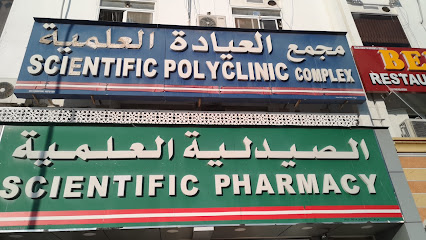 مجمع العيادة العلمية
SCIENTIFIC POLYCLINIC COMPLEX
الصيدلية العلمية
SCIENTIFIC PHARMACY
RESTAU